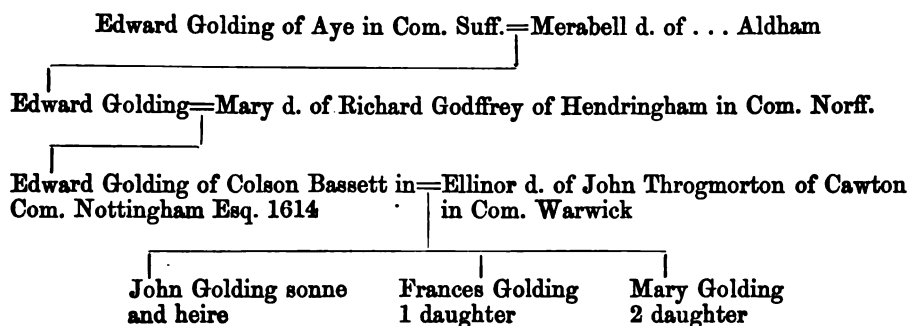 Edward Golding of Aye in Com. Suff.=Merabell d. of . . . Aldham
Edward Golding=Mary d. of Richard Godffrey of Hendringham in Com. Norff.
Edward Golding of Colson Bassett in=Ellinor d. of John Throgmorton of Cawton
Com. Nottingham Esq. 1614 in Com. Warwick
John Golding sonne Frances Golding Mary Golding
and heire 1 daughter 2 daughter